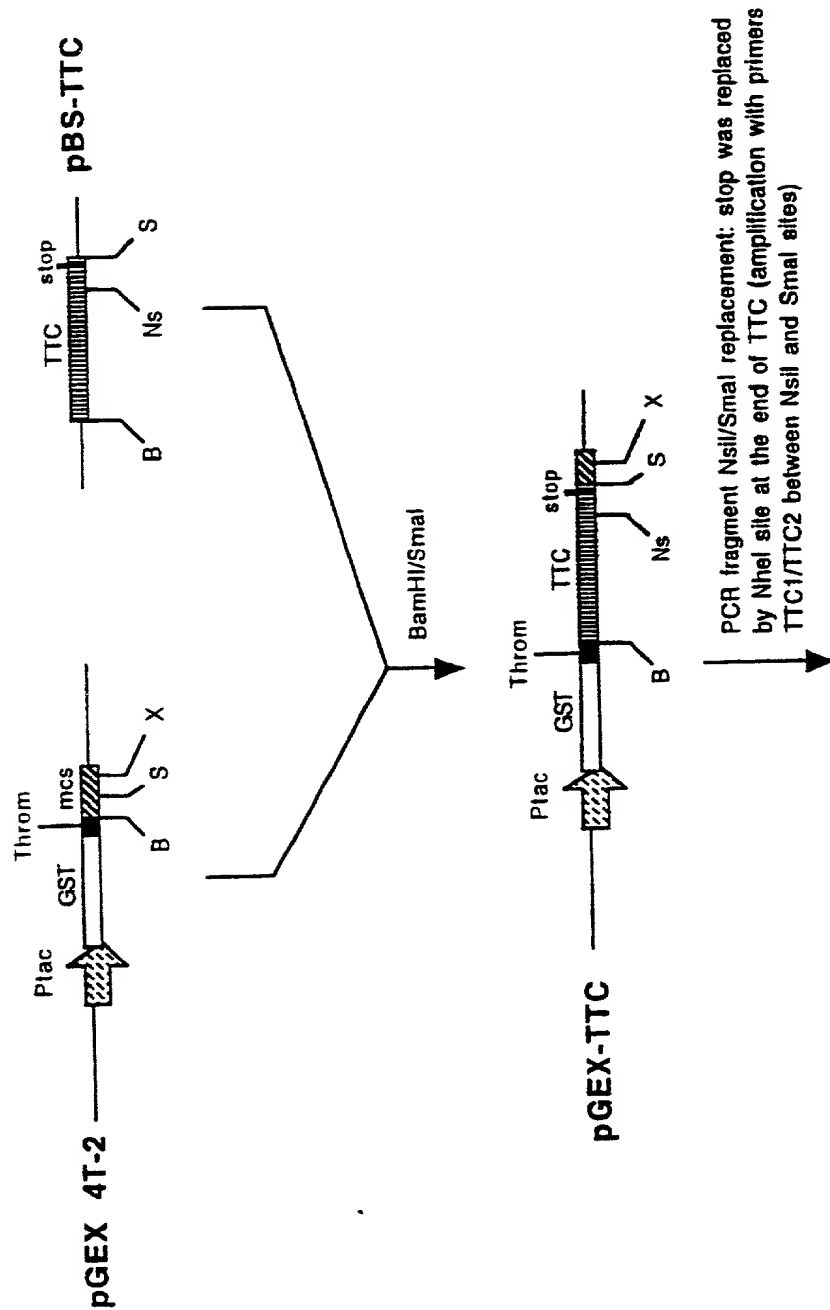 pGEX 4T-2
Ptac
GST
Throm
mcs
B
S
X
pBS-TTC
TTC
stop
B
Ns
S
BamHI/SmaI
pGEX-TTC
Ptac
GST
Throm
TTC
stop
B
Ns
S
X
PCR fragment NsiI/SmaI replacement: stop was replaced
by NheI site at the end of TTC (amplification with primers
TTC1/TTC2 between NsiI and SmaI sites)